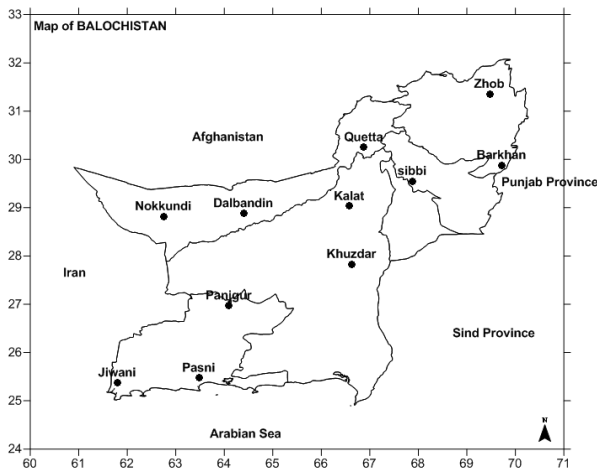 33
Map of BALOCHISTAN
32
Zhob
31
Afghanistan
Quetta
30
Barkhan
sibbi
Punjab Province
Kalat
29
Nokkundi
Dalbandin
28
Khuzdar
Iran
27
Panigur
Sind Province
26
Jiwani
Pasni
25
Arabian Sea
N
24
60 61 62 63 64 65 66 67 68 69 70 71